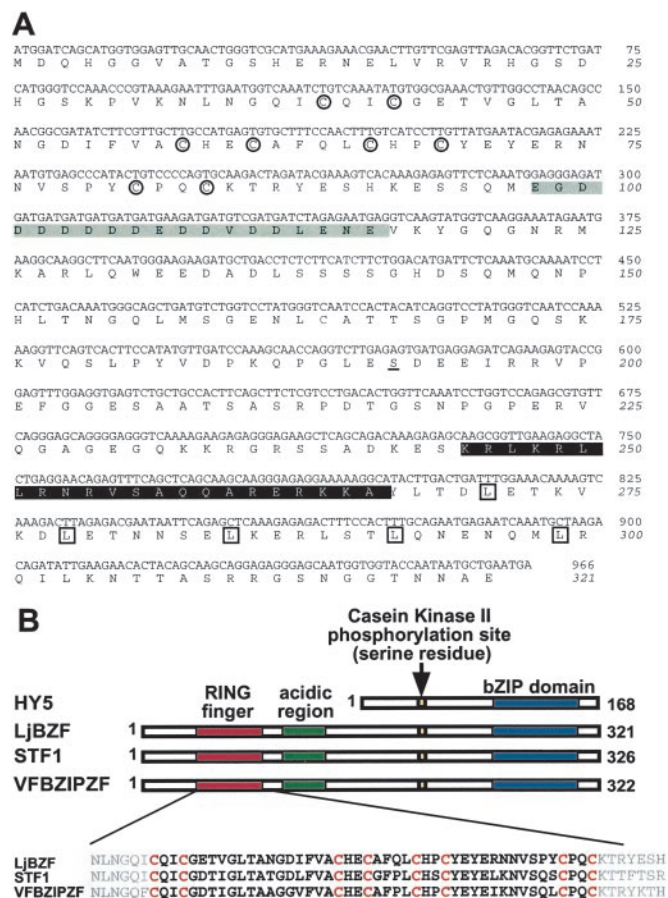 A
ATGGATCAGCATGGTGGAGTTGCAACTGGGTCGCATGAAAGAAACGAACTTGTTCGAGTTAGACACGGTTCTGAT 75
M D Q H G G V A T G S H E R N E L V R V R H G S D 25
CATGGGTCCAAACCCGTAAAGAATTTGAATGGTCAAATCTGTCAAATATGTGGCGAAACTGTTGGCCTAACAGCC 150
H G S K P V K N L N G Q I C Q I C G E T V G L T A 50
AACGGCGATATCTTCGTTGCTTGCCATGAGTGTGCTTTCCAACTTTGTCATCCTTGTTATGAATACGAGAGAAAT 225
N G D I F V A C H E C A F Q L C H P C Y E Y E R N 75
AATGTGAGCCCATACTGTCCCCAGTGCAAGACTAGATACGAAAGTCACAAAGAGAGTTCTCAAATGGAGGGAGAT 300
N V S P Y C P Q C K T R Y E S H K E S S Q M E G D 100
GATGATGATGATGATGATGAAGATGATGTCGATGATCTAGAGAATGAGGTCAAGTATGGTCAAGGAAATAGAATG 375
D D D D D D D E D D V D D L E N E V K Y G Q G N R M 125
AAGGCAAGGCTTCAATGGGAAGAAGATGCTGACCTCTCTTCATCTTCTGGACATGATTCTCAAATGCAAAATCCT 450
K A R L Q W E E D A D L S S S S G H D S Q M Q N P 150
CATCTGACAAATGGGCAGCTGATGTCTGGTCCTATGGGTCAATCCACTACATCAGGTCCTATGGGTCAATCCAAA 525
H L T N G Q L M S G E N L C A T T S G P M G Q S K 175
AAGGTTCAGTCACTTCCATATGTTGATCCAAAGCAACCAGGTCTTGAGAGTGATGAGGAGATCAGAAGAGTACCG 600
K V Q S L P Y V D P K Q P G L E S D E E I R R V P 200
GAGTTTGGAGGTGAGTCTGCTGCCACTTCAGCTTCTCGTCCTGACACTGGTTCAAATCCTGGTCCAGAGCGTGTT 675
E F G G E S A A T S A S R P D T G S N P G P E R V 225
CAGGGAGCAGGGGAGGGTCAAAAGAAGAGAGGGAGAAGCTCAGCAGACAAAGAGAGCAAGCGGTTGAAGAGGCTA 750
Q G A G E G Q K K R G R S S A D K E S K R L K R L 250
CTGAGGAACAGAGTTTCAGCTCAGCAAGCAAGGGAGAGGAAAAAGGCATACTTGACTGATTTGGAAACAAAAGTC 825
L R N R V S A Q Q A R E R K K A Y L T D L E T K V 275
AAAGACTTAGAGACGAATAATTCAGAGCTCAAAGAGAGACTTTCCACTTTGCAGAATGAGAATCAAATGCTAAGA 900
K D L E T N N S E L K E R L S T L Q N E N Q M L R 300
CAGATATTGAAGAACACTACAGCAAGCAGGAGAGGGAGCAATGGTGGTACCAATAATGCTGAATGA 966
Q I L K N T T A S R R G S N G G T N N A E 321
B
Casein Kinase II
phosphorylation site
(serine residue)
RING finger acidic region bZIP domain
HY5 1 168
LjBZF 1 321
STF1 1 326
VFBZIPZF 1 322
LjBZF NLNGQICQICGETVGLTANGDIFVACHECAFQLCHPCYEYERNNVSPYCPQCKTRYESH
STF1 NLNGQICQICGDTIGLTATGDVFVACHECGFPLCHSCYEYELKNVSQSCPQCKTTFTSR
VFBZIPZF NLNGQFCQICGDTIGLTAAGGVFVACHECAFPLCHPCYEYEIKNVSQLCPQCKTRYKTH